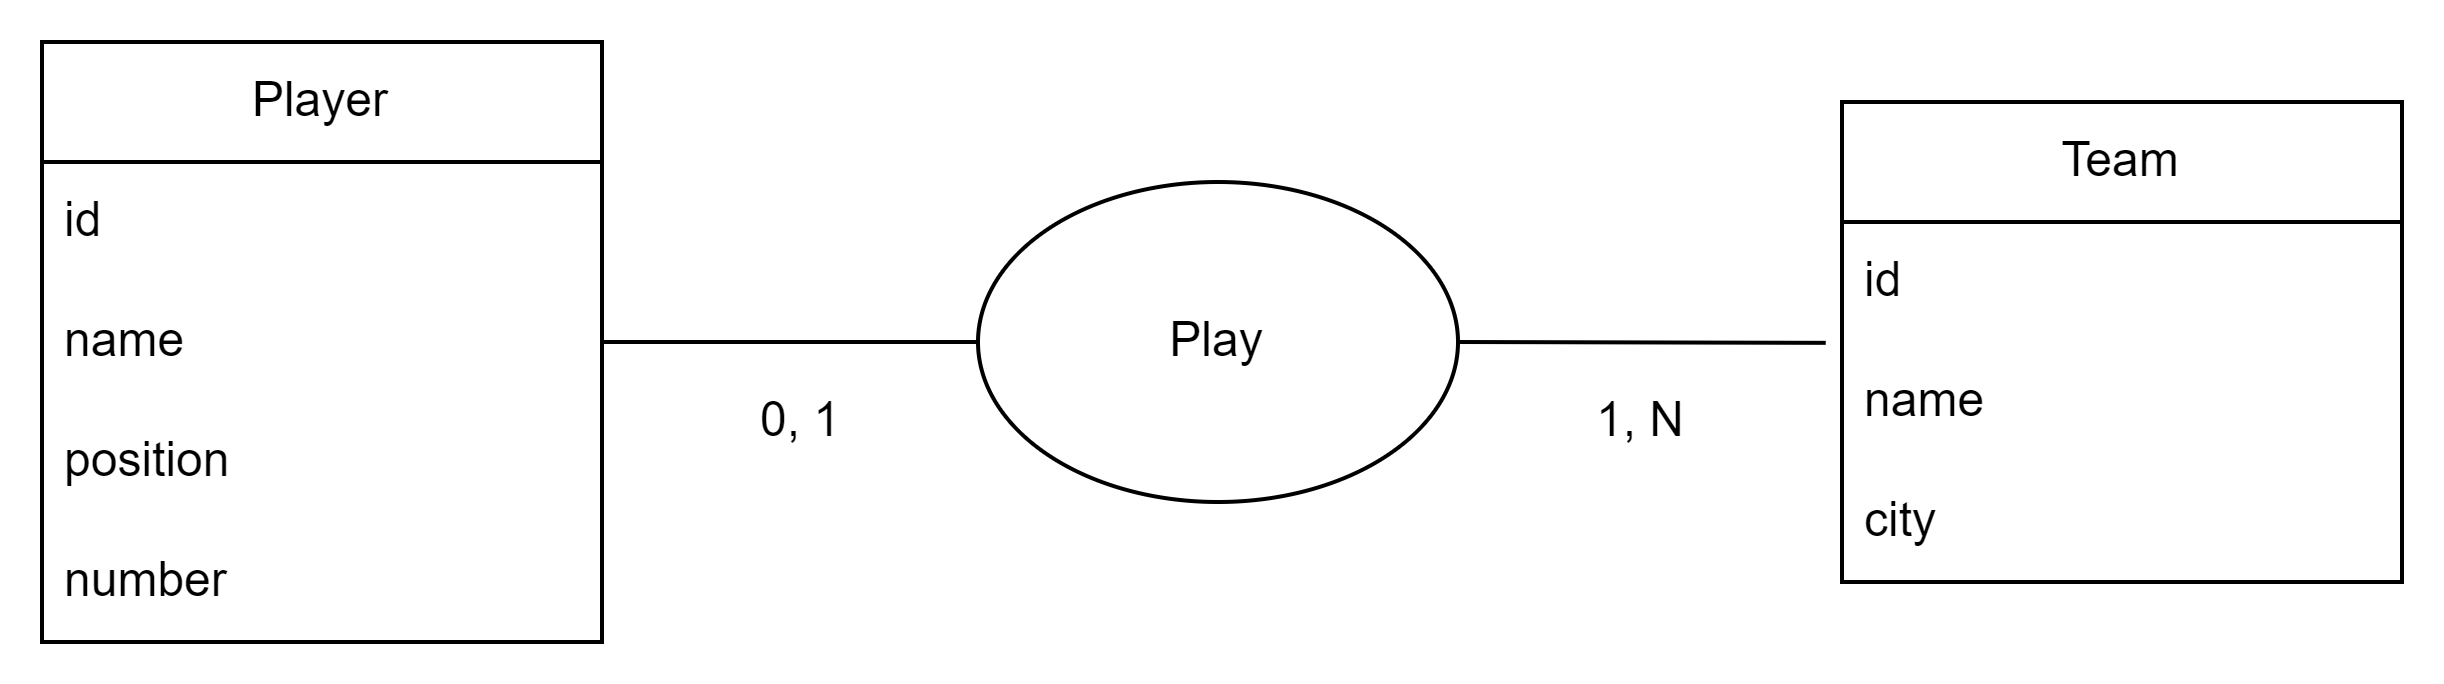 Player
id
name
position
number
0, 1
Play
1, N
Team
id
name
city